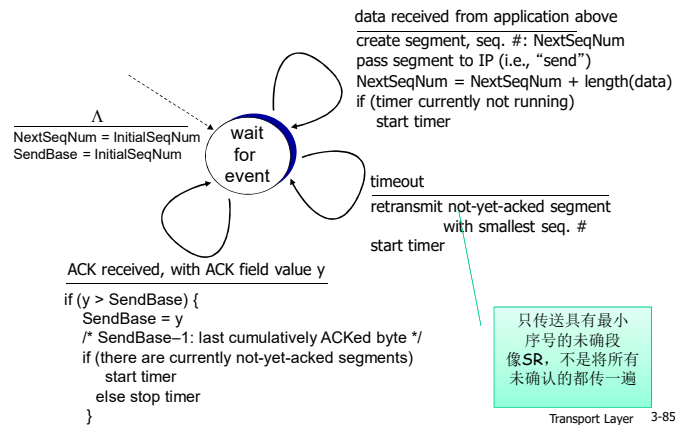 data received from application above
create segment, seq. #: NextSeqNum
pass segment to IP (i.e., “send”)
NextSeqNum = NextSeqNum + length(data)
if (timer currently not running)
start timer
Λ
NextSeqNum = InitialSeqNum
SendBase = InitialSeqNum
wait
for
event
timeout
retransmit not-yet-acked segment
with smallest seq. #
start timer
ACK received, with ACK field value y
if (y > SendBase) {
SendBase = y
/* SendBase–1: last cumulatively ACKed byte */
if (there are currently not-yet-acked segments)
start timer
else stop timer
}
只传送具有最小
序号的未确段
像SR，不是将所有
未确认的都传一遍
Transport Layer 3-85